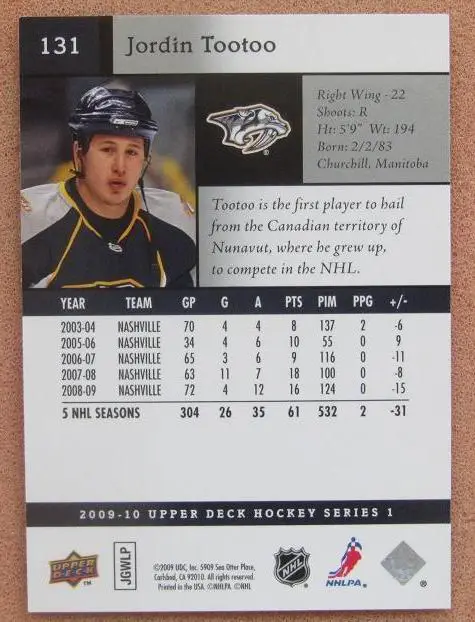 131 Jordin Tootoo
Right Wing - 22
Shoots: R
Ht: 5'9" Wt: 194
Born: 2/2/83
Churchill, Manitoba
Tootoo is the first player to hail
from the Canadian territory of
Nunavut, where he grew up,
to compete in the NHL.
YEAR TEAM GP G A PTS PIM PPG +/-
2003-04 NASHVILLE 70 4 4 8 137 2 -6
2005-06 NASHVILLE 34 4 6 10 55 0 9
2006-07 NASHVILLE 65 3 6 9 116 0 -11
2007-08 NASHVILLE 63 11 7 18 100 0 -8
2008-09 NASHVILLE 72 4 12 16 124 0 -15
5 NHL SEASONS 304 26 35 61 532 2 -31
2009-10 UPPER DECK HOCKEY SERIES 1
UPPER DECK ™
JGWLP
©2009 UDC, Inc. 5909 Sea Otter Place,
Carlsbad, CA 92010. All rights reserved.
Printed in the USA. ©NHLPA ©NHL
NHL
NHLPA
®